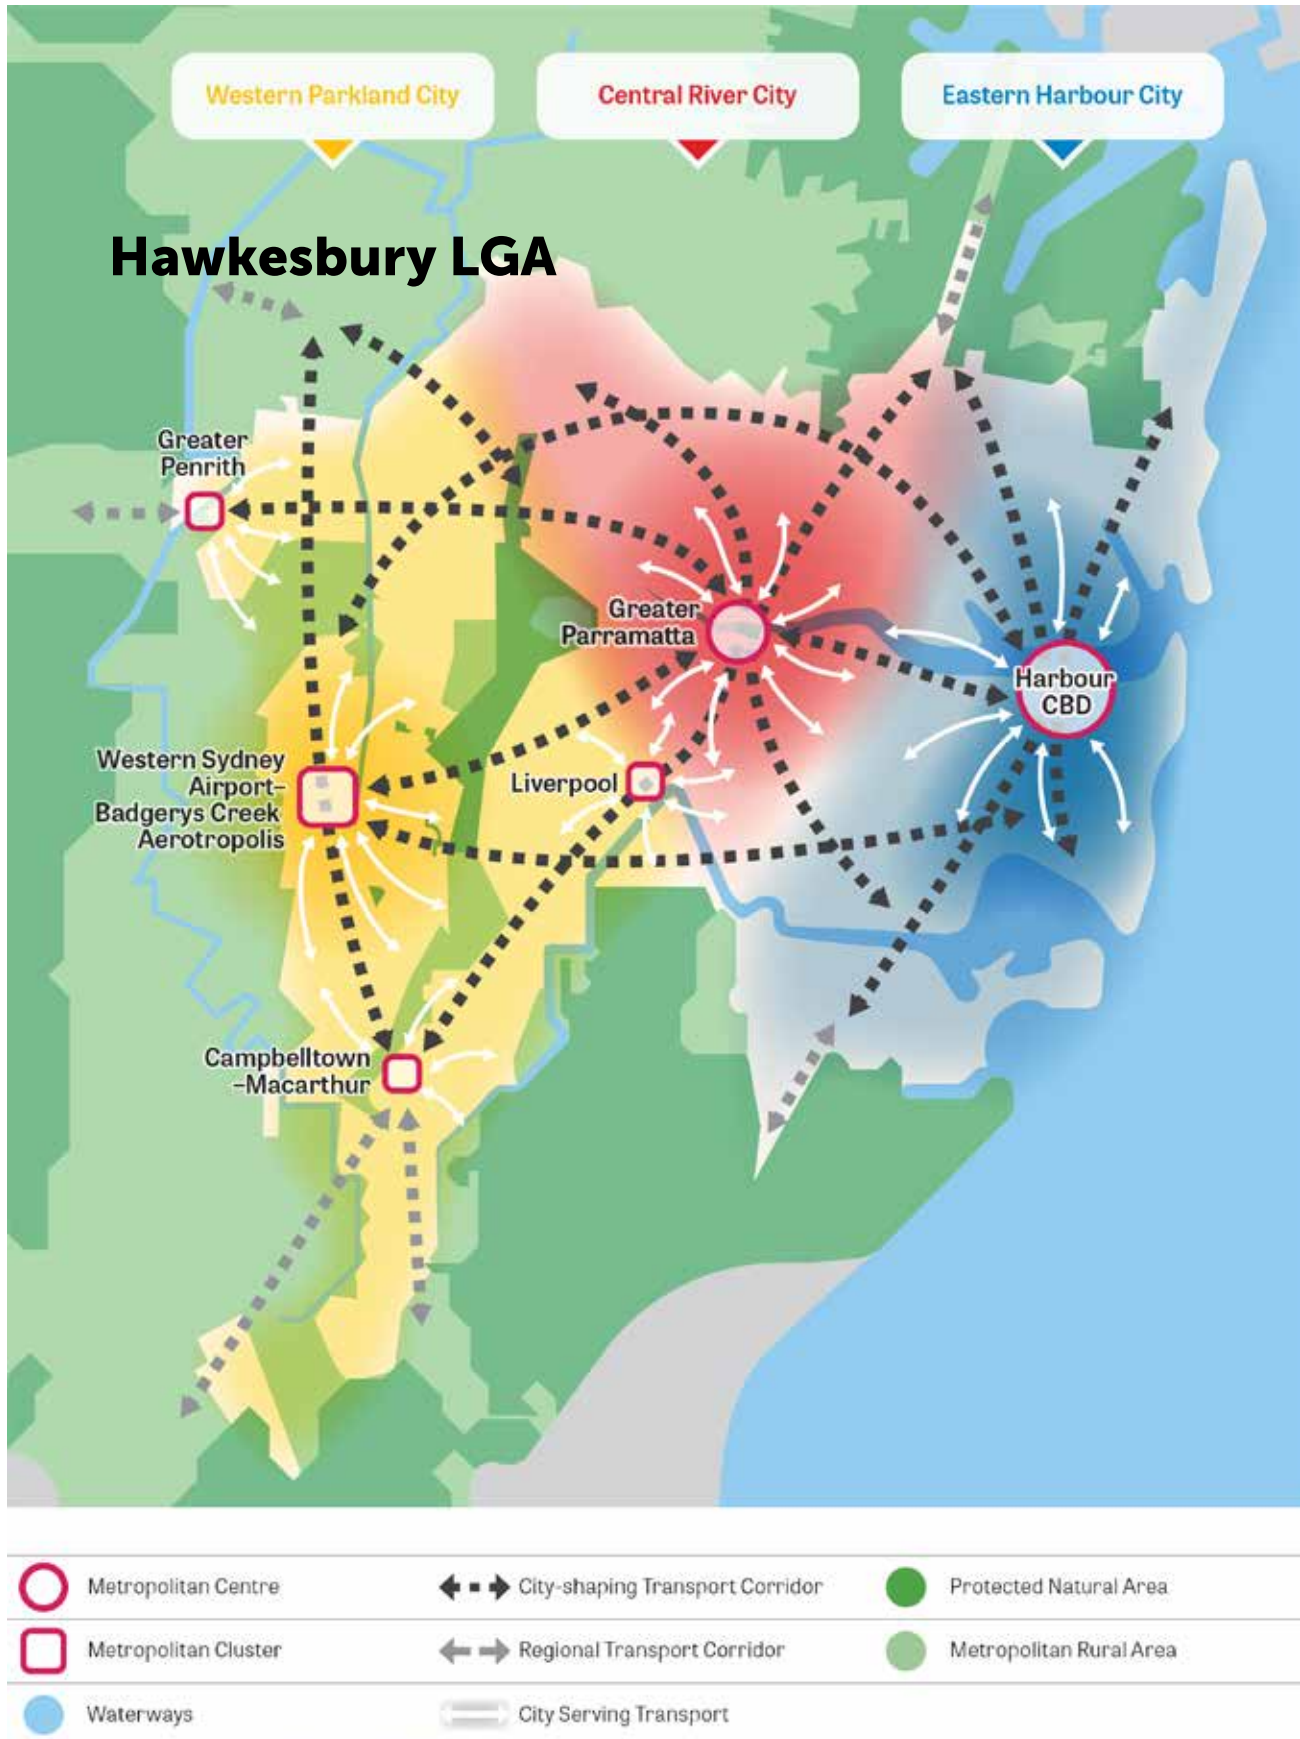 Western Parkland City
Central River City
Eastern Harbour City
Hawkesbury LGA
Greater
Penrith
Greater
Parramatta
Harbour
CBD
Western Sydney
Airport–
Badgerys Creek
Aerotropolis
Liverpool
Campbelltown
–Macarthur
Metropolitan Centre
City-shaping Transport Corridor
Protected Natural Area
Metropolitan Cluster
Regional Transport Corridor
Metropolitan Rural Area
Waterways
City Serving Transport